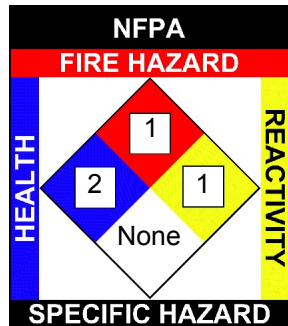 NFPA
FIRE HAZARD
HEALTH
1
2
1
None
REACTIVITY
SPECIFIC HAZARD